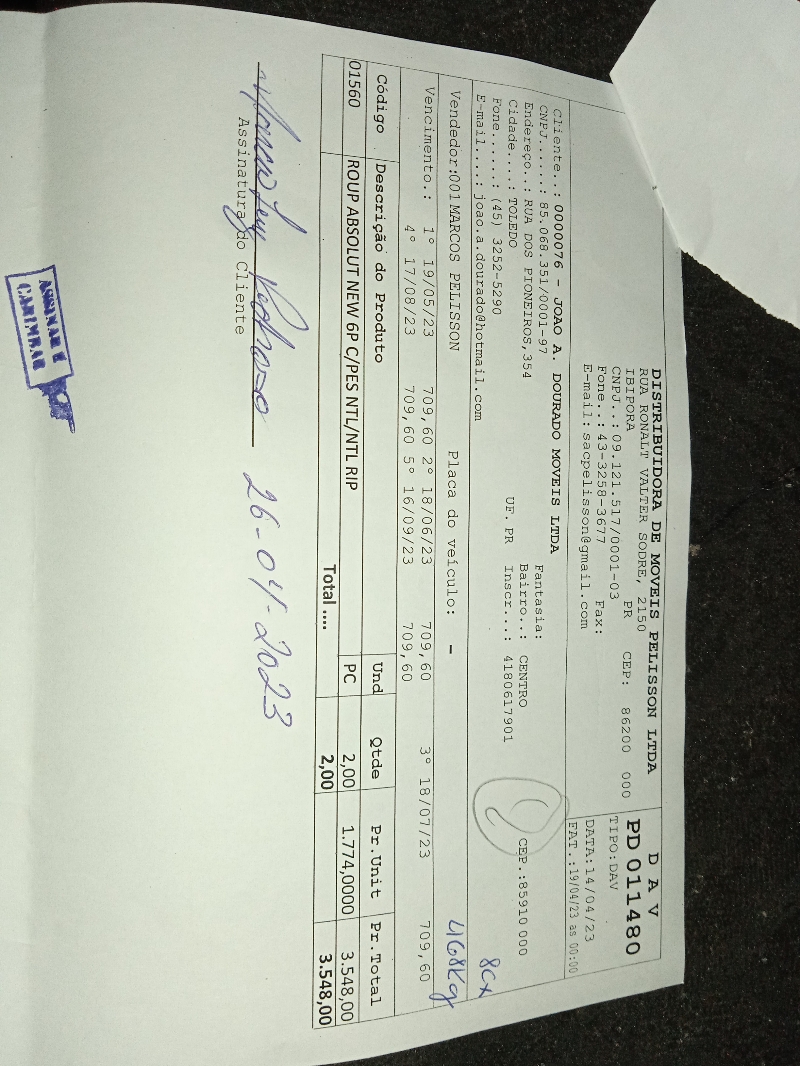 DISTRIBUIDORA DE MOVEIS PELISSON LTDA
RUA RONALT VALTER SODRE, 2150
IBIPORA PR CEP: 86200 000
CNPJ..: 09.121.517/0001-03
Fone..: 43-3258-3677 Fax:
E-mail: sacpelisson@gmail.com
D A V
PD 011480
TIPO: DAV
DATA: 14/04/23
FAT.: 19/04/23 as 00:00
Cliente..: 0000076 - JOAO A. DOURADO MOVEIS LTDA
CNPJ.....: 85.068.351/0001-97 Fantasia:
Endereço..: RUA DOS PIONEIROS, 354 Bairro..: CENTRO CEP.: 85910 000
Cidade....: TOLEDO UF. PR Inscr...: 4180617901
Fone......: (45) 3252-5290
E-mail....: joao.a.dourado@hotmail.com
8Cx
Vendedor: 001 MARCOS PELISSON Placa do veículo: -
468Kg
Vencimento.: 1º 19/05/23 709,60 2º 18/06/23 709,60 3º 18/07/23 709,60
4º 17/08/23 709,60 5º 16/09/23 709,60
Código Descrição do Produto Und Qtde Pr.Unit Pr.Total
01560 ROUP ABSOLUT NEW 6P C/PES NTL/NTL RIP PC 2,00 1.774,0000 3.548,00
Total .... 2,00 3.548,00
26-04-2023
Assinatura do Cliente
ASSINAR E
CARIMBAR